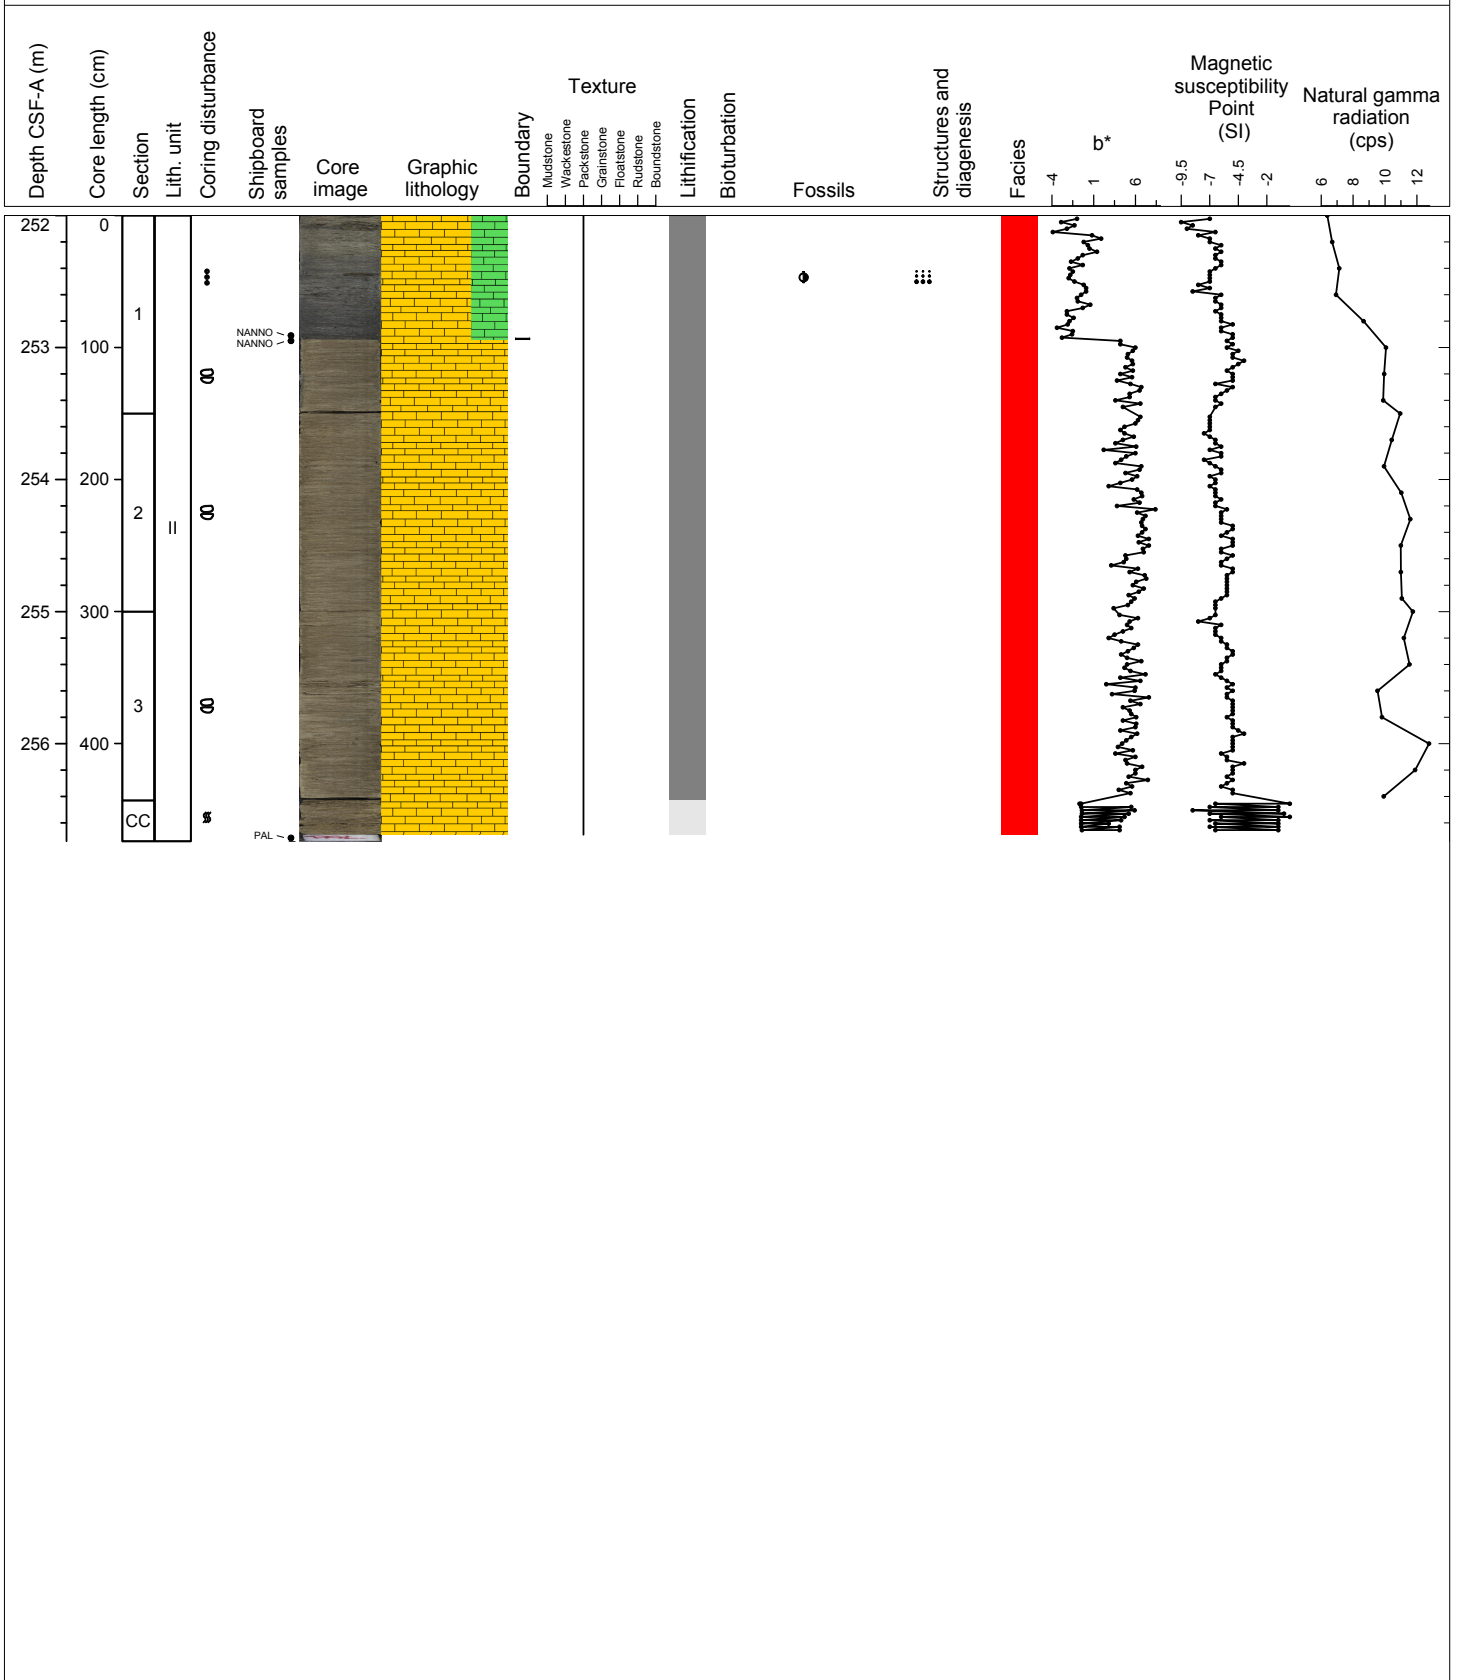 Depth CSF-A (m)
Core length (cm)
Section
Lith. unit
Coring disturbance
Shipboard
samples
Core
image
Graphic
lithology
Boundary
Texture
Mudstone
Wackestone
Packstone
Grainstone
Floatstone
Rudstone
Boundstone
Lithification
Bioturbation
Fossils
Structures and
diagenesis
Facies
b*
-4 1 6
Magnetic
susceptibility
Point
(SI)
-9.5 -7 -4.5 -2
Natural gamma
radiation
(cps)
6 8 10 12
252 0
1
NANNO
NANNO
253 100
254 200
2
II
255 300
3
256 400
CC
PAL